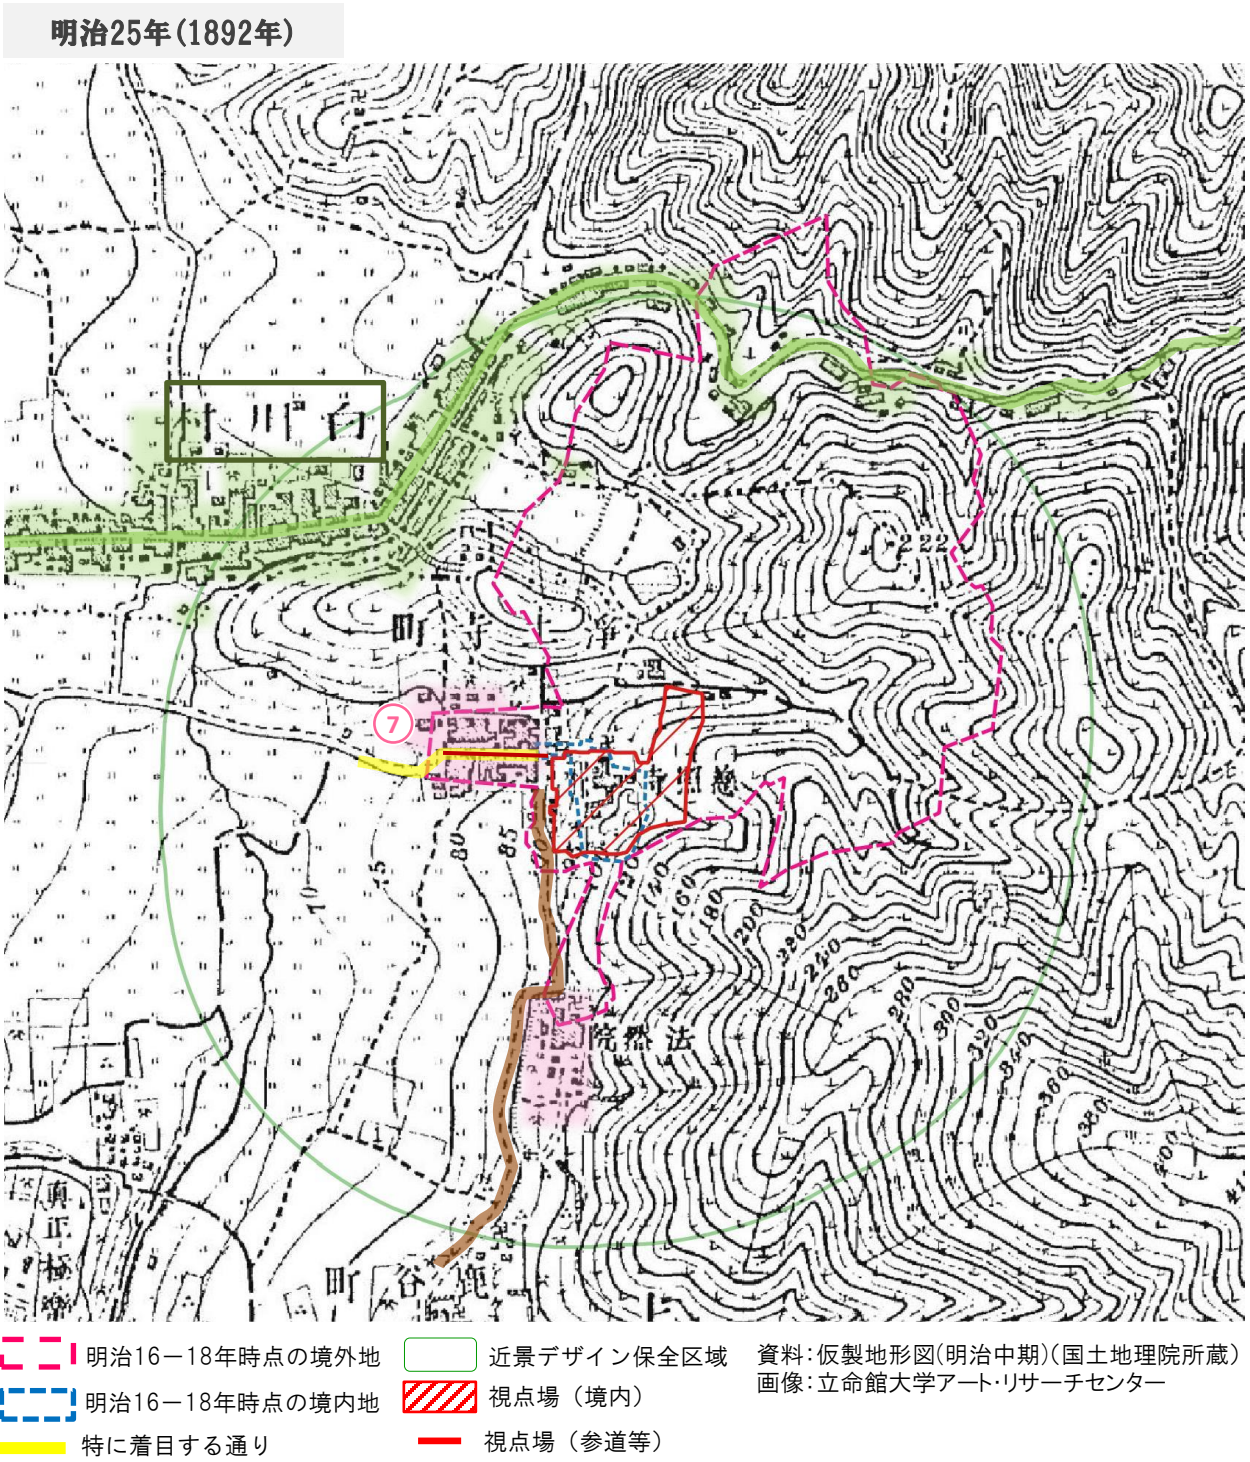 明治25年(1892年)
村川白
222
町
寺
7
慈照寺
70
75
80
85
140
160
180
200
220
240
280
280
300
320
340
360
380
400
院然法
真正極
町谷鹿
明治16－18年時点の境外地
明治16－18年時点の境内地
特に着目する通り
近景デザイン保全区域
視点場（境内）
視点場（参道等）
資料:仮製地形図(明治中期)(国土地理院所蔵)
画像:立命館大学アート・リサーチセンター